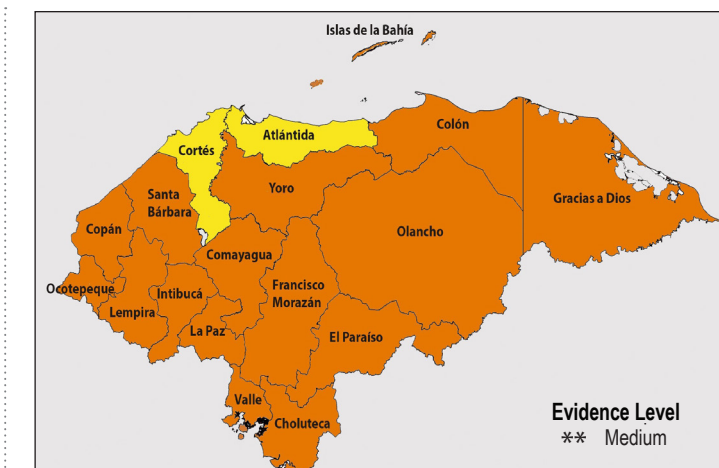 Islas de la Bahía
Atlántida
Colón
Cortés
Yoro
Gracias a Dios
Santa
Bárbara
Copán
Olancho
Comayagua
Ocotepeque
Intibucá
Francisco
Morazán
Lempira
La Paz
El Paraíso
Valle
Choluteca
Evidence Level
** Medium